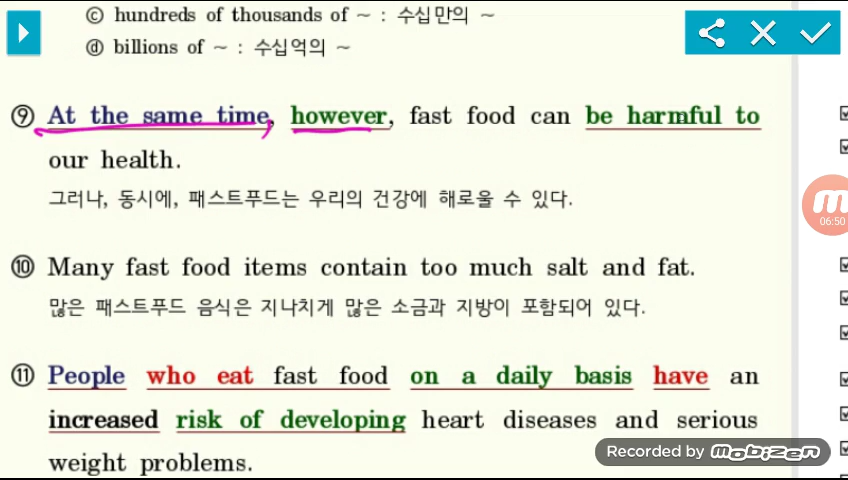 ⓒ hundreds of thousands of ~ : 수십만의 ~
ⓓ billions of ~ : 수십억의 ~
⑨ At the same time, however, fast food can be harmful to
our health.
그러나, 동시에, 패스트푸드는 우리의 건강에 해로울 수 있다.
06:50
⑩ Many fast food items contain too much salt and fat.
많은 패스트푸드 음식은 지나치게 많은 소금과 지방이 포함되어 있다.
⑪ People who eat fast food on a daily basis have an
increased risk of developing heart diseases and serious
weight problems.
Recorded by mobizen